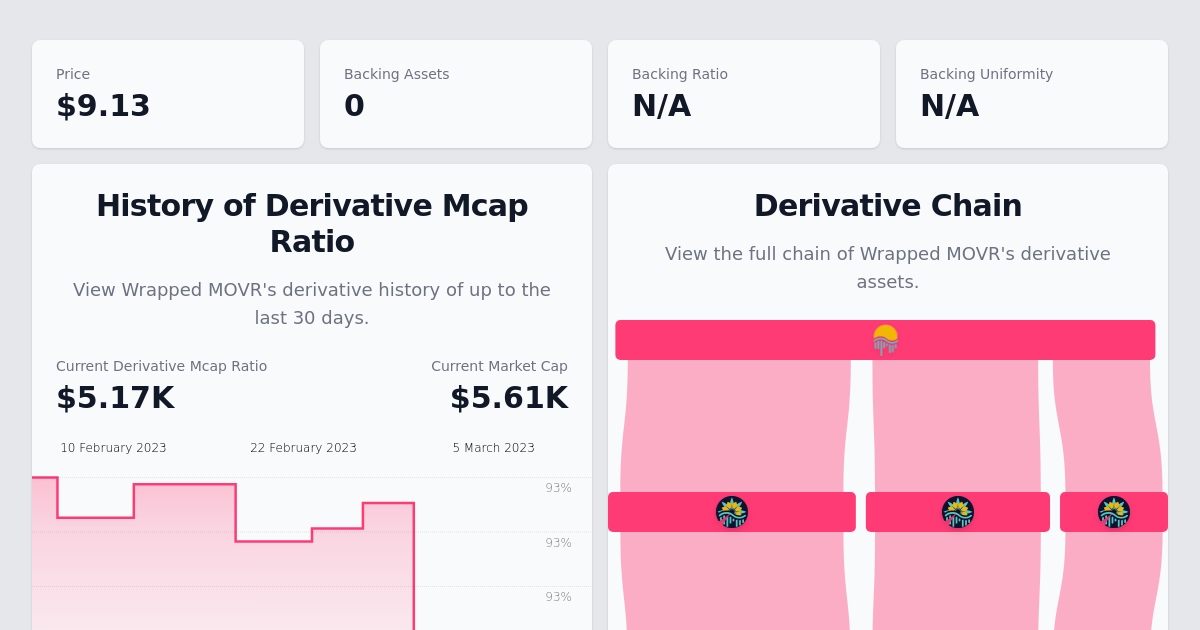 Price
$9.13
Backing Assets
0
Backing Ratio
N/A
Backing Uniformity
N/A
History of Derivative Mcap
Ratio
View Wrapped MOVR's derivative history of up to the
last 30 days.
Current Derivative Mcap Ratio
$5.17K
Current Market Cap
$5.61K
10 February 2023
22 February 2023
5 March 2023
93%
93%
93%
Derivative Chain
View the full chain of Wrapped MOVR's derivative
assets.